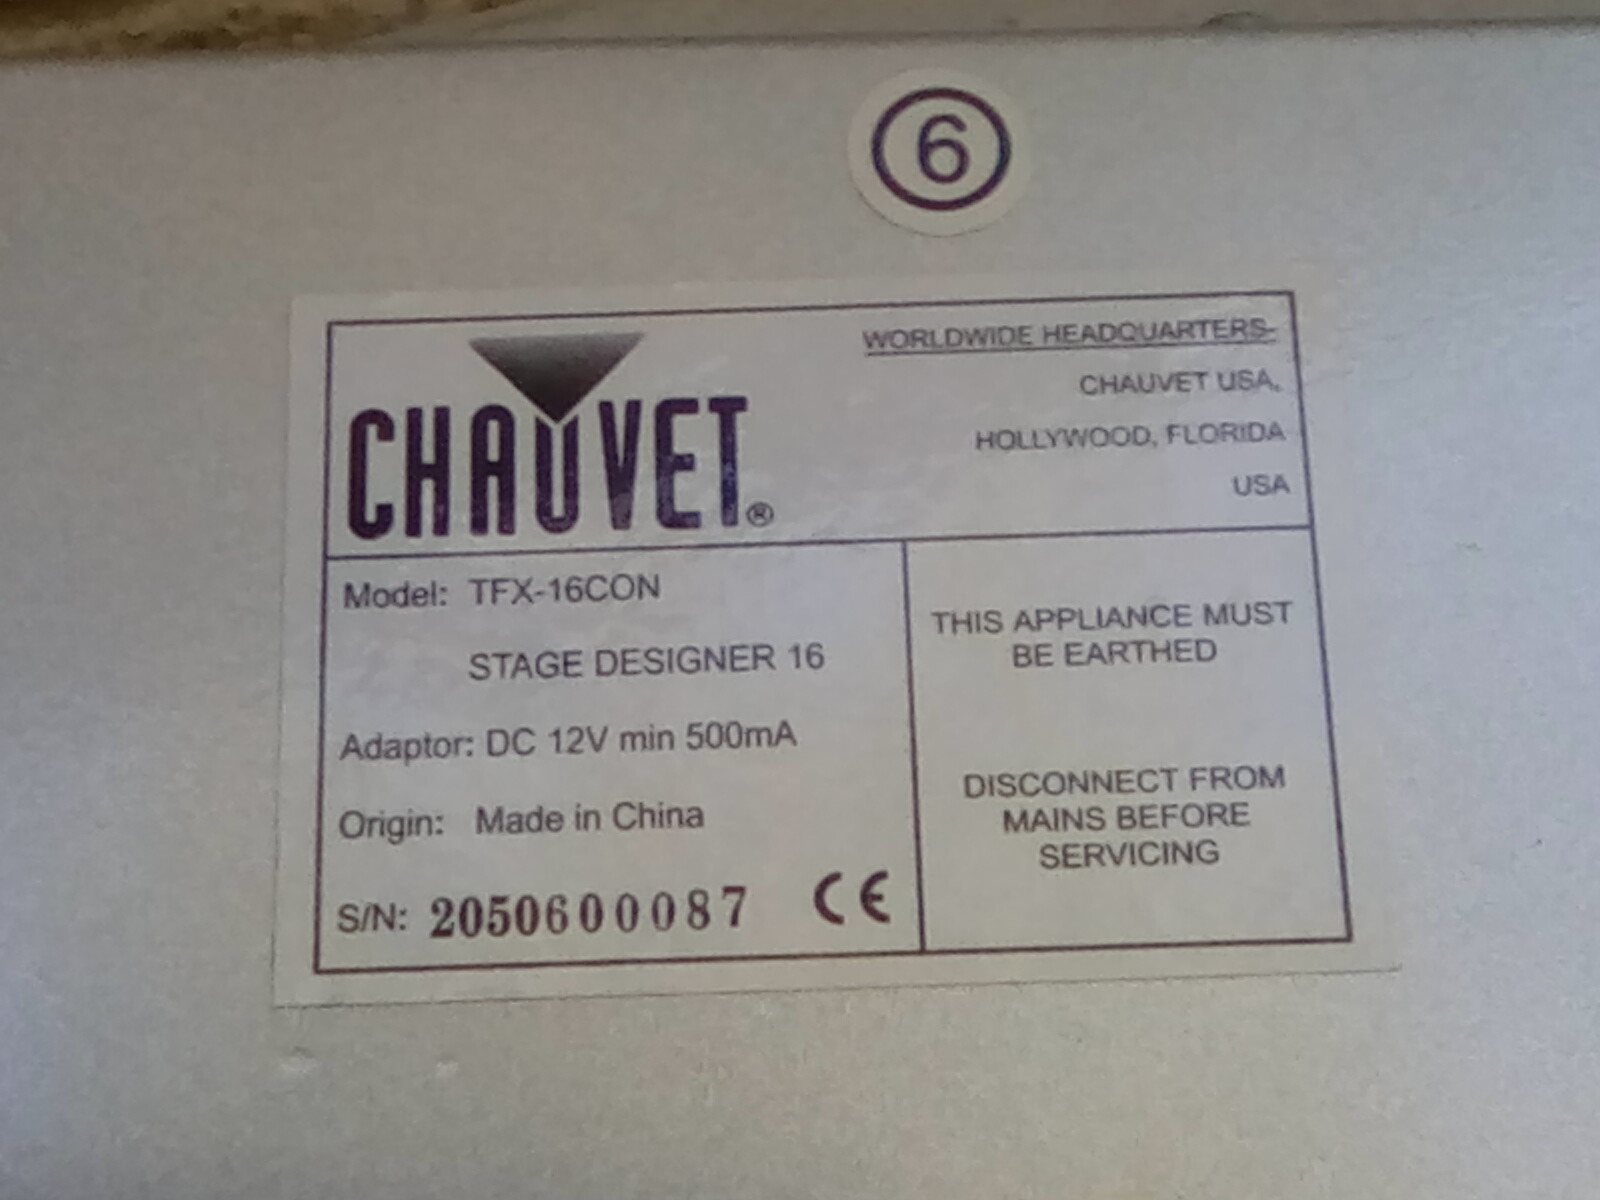 6
CHAUVET®
WORLDWIDE HEADQUARTERS-
CHAUVET USA,
HOLLYWOOD, FLORIDA
USA
Model: TFX-16CON
STAGE DESIGNER 16
Adaptor: DC 12V min 500mA
Origin: Made in China
S/N: 2050600087 CE
THIS APPLIANCE MUST
BE EARTHED
DISCONNECT FROM
MAINS BEFORE
SERVICING